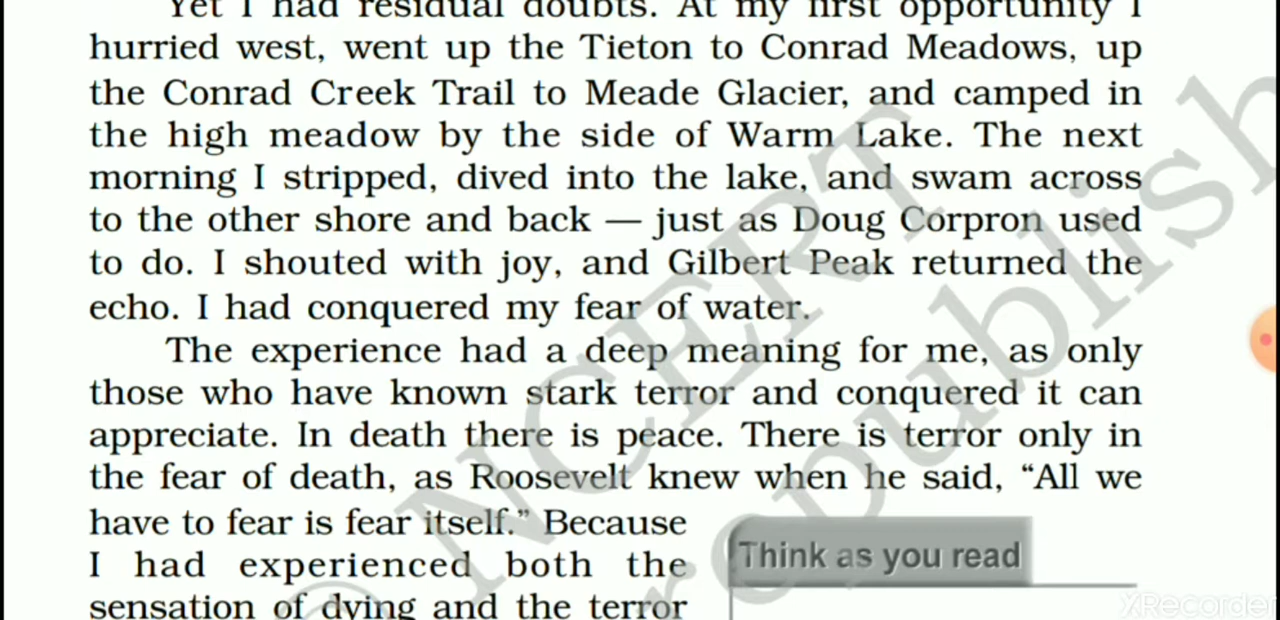 Yet I had residual doubts. At my first opportunity I
hurried west, went up the Tieton to Conrad Meadows, up
the Conrad Creek Trail to Meade Glacier, and camped in
the high meadow by the side of Warm Lake. The next
morning I stripped, dived into the lake, and swam across
to the other shore and back — just as Doug Corpron used
to do. I shouted with joy, and Gilbert Peak returned the
echo. I had conquered my fear of water.
The experience had a deep meaning for me, as only
those who have known stark terror and conquered it can
appreciate. In death there is peace. There is terror only in
the fear of death, as Roosevelt knew when he said, “All we
have to fear is fear itself.” Because
I had experienced both the
sensation of dying and the terror
Think as you read
© NCERT
republish
XRecorder